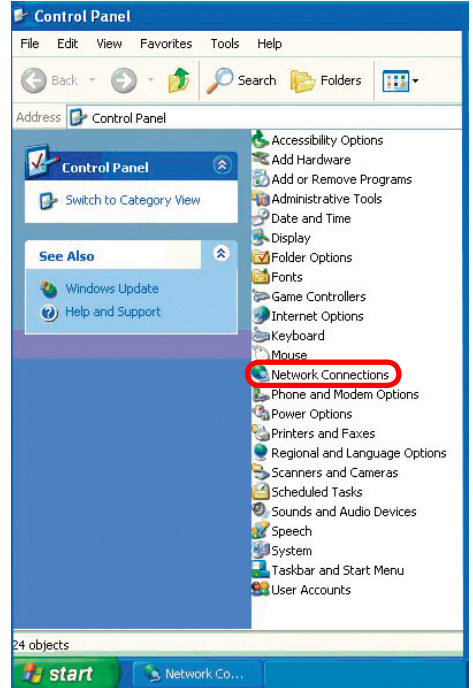 Control Panel
File Edit View Favorites Tools Help
Back Search Folders
Address Control Panel
Control Panel
Switch to Category View
See Also
Windows Update
Help and Support
Accessibility Options
Add Hardware
Add or Remove Programs
Administrative Tools
Date and Time
Display
Folder Options
Fonts
Game Controllers
Internet Options
Keyboard
Mouse
Network Connections
Phone and Modem Options
Power Options
Printers and Faxes
Regional and Language Options
Scanners and Cameras
Scheduled Tasks
Sounds and Audio Devices
Speech
System
Taskbar and Start Menu
User Accounts
24 objects
start Network Co...